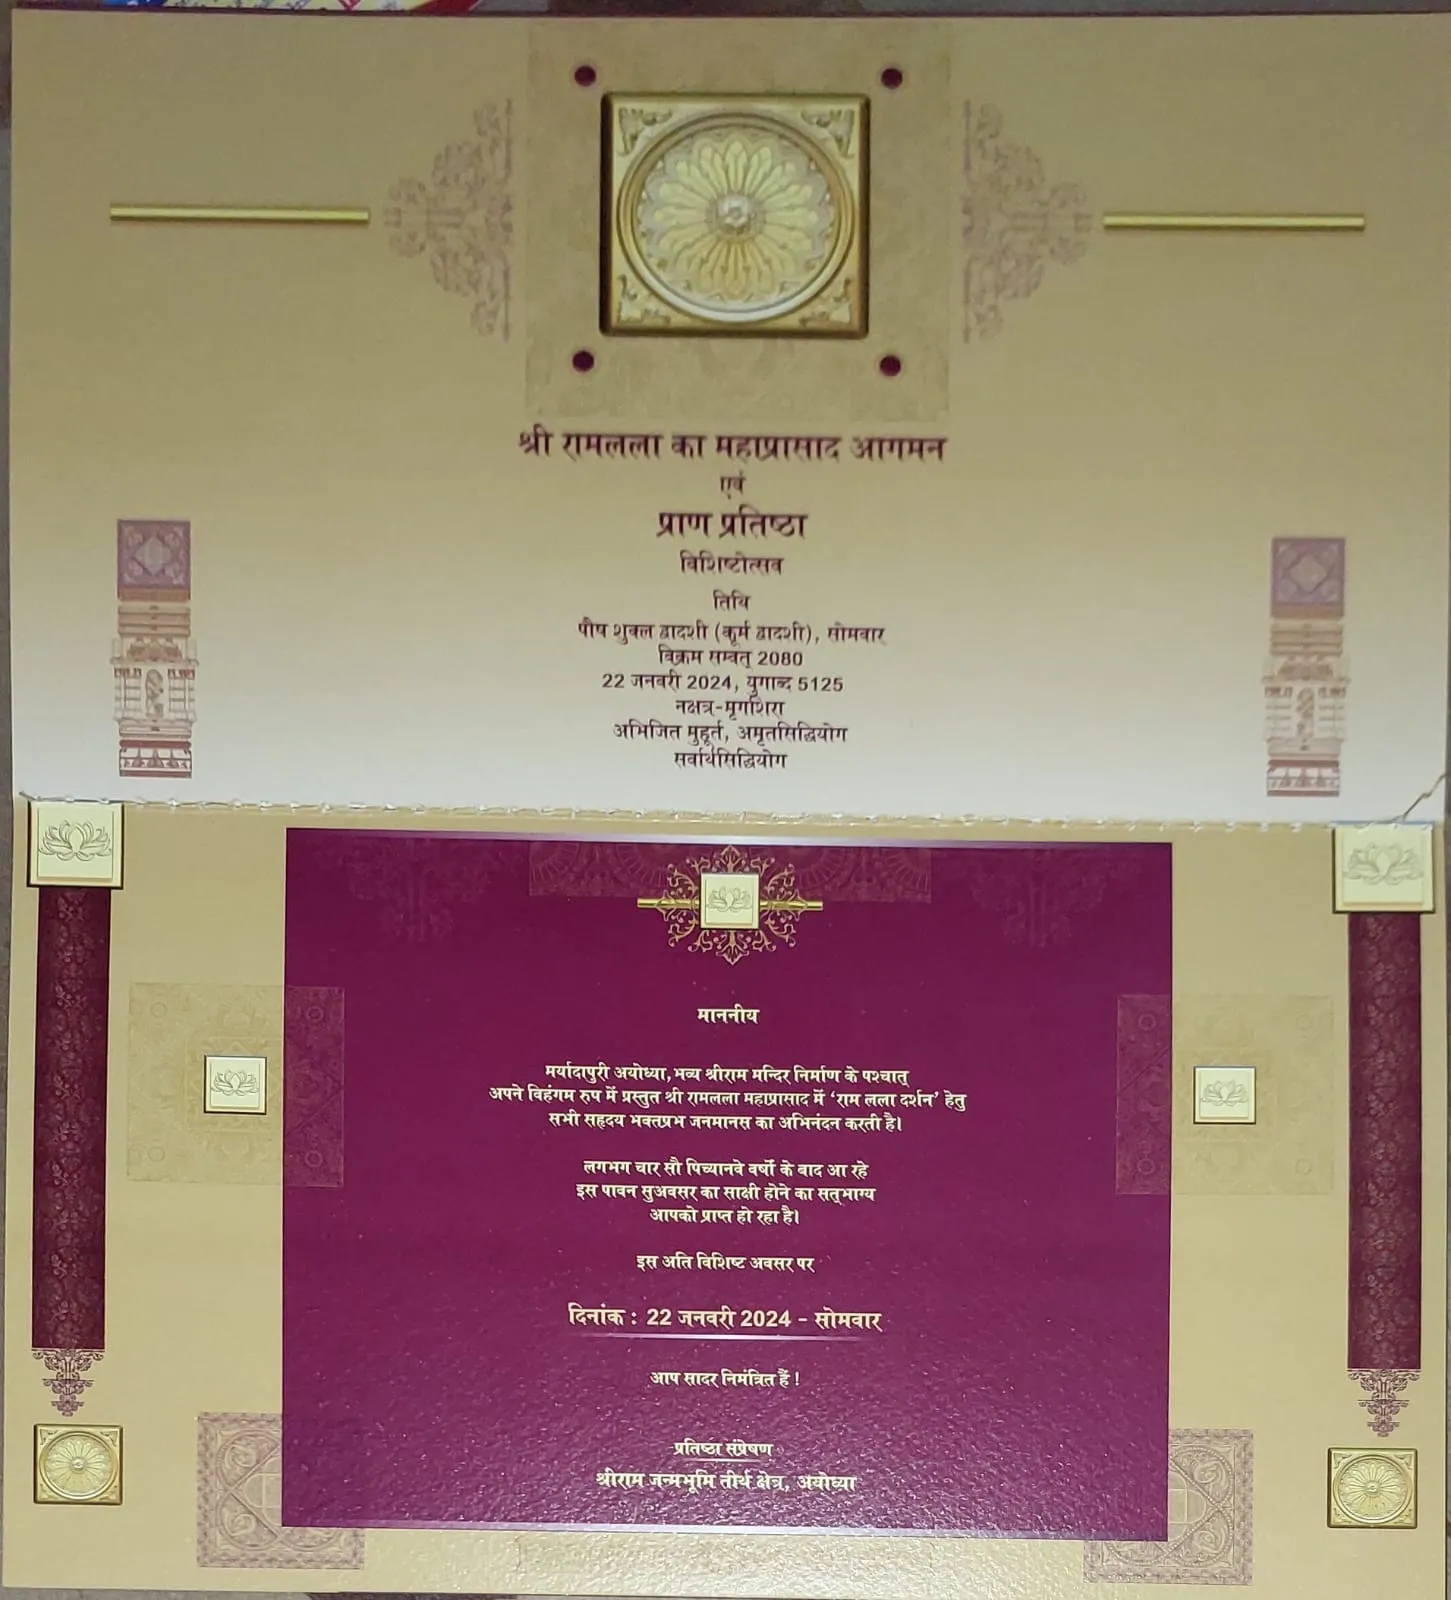 श्री रामलला का महाप्रासाद आगमन
एवं
प्राण प्रतिष्ठा
विशिष्टोत्सव
तिथि
पौष शुक्ल द्वादशी (कूर्म द्वादशी), सोमवार
विक्रम सम्वत् 2080
22 जनवरी 2024, युगाब्द 5125
नक्षत्र-मृगशिरा
अभिजित मुहूर्त, अमृतसिद्धियोग
सर्वार्थसिद्धियोग
माननीय
मर्यादापुरी अयोध्या,भव्य श्रीराम मन्दिर निर्माण के पश्चात्
अपने विहंगम रुप में प्रस्तुत श्री रामलला महाप्रासाद में ‘राम लला दर्शन’ हेतु
सभी सहृदय भक्तप्रभ जनमानस का अभिनंदन करती है।
लगभग चार सौ पिच्यानवे वर्षों के बाद आ रहे
इस पावन सुअवसर का साक्षी होने का सत्‌भाग्य
आपको प्राप्त हो रहा है।
इस अति विशिष्ट अवसर पर
दिनांक : 22 जनवरी 2024 - सोमवार
आप सादर निमंत्रित हैं !
प्रतिष्ठा संप्रेषण
श्रीराम जन्मभूमि तीर्थ क्षेत्र, अयोध्या